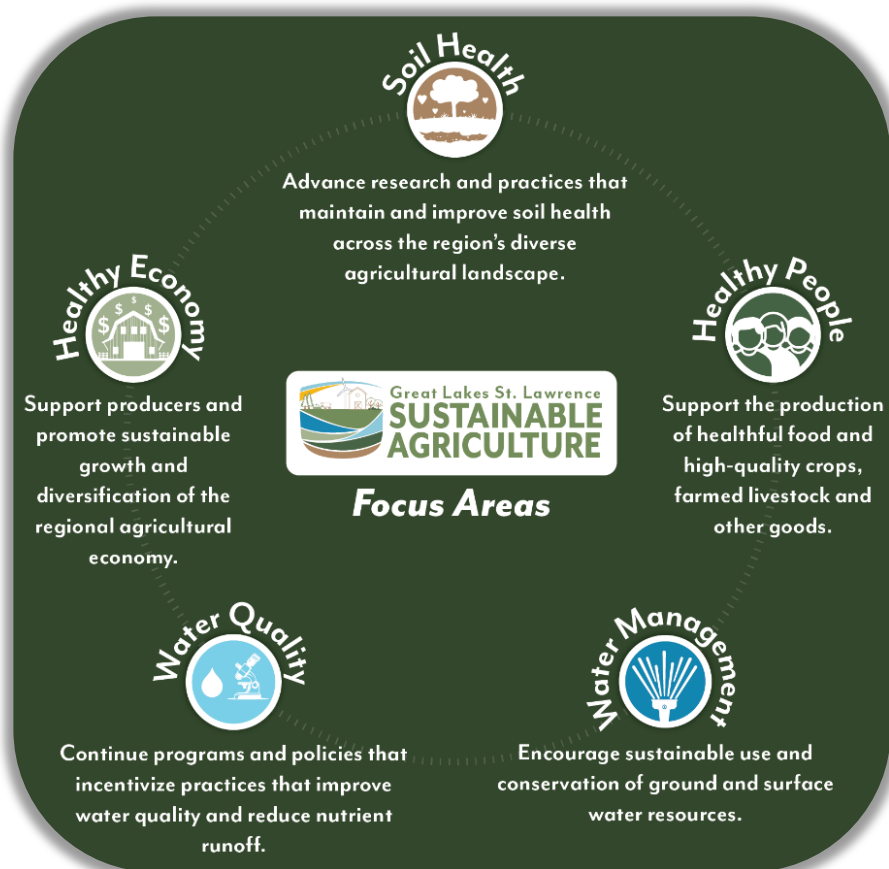 Soil Health
Advance research and practices that
maintain and improve soil health
across the region's diverse
agricultural landscape.
Healthy Economy
$ $ $ $ $
Support producers and
promote sustainable
growth and
diversification of the
regional agricultural
economy.
Great Lakes St. Lawrence
SUSTAINABLE
AGRICULTURE
Focus Areas
Healthy People
Support the production
of healthful food and
high-quality crops,
farmed livestock and
other goods.
Water Quality
Continue programs and policies that
incentivize practices that improve
water quality and reduce nutrient
runoff.
Water Management
Encourage sustainable use and
conservation of ground and surface
water resources.